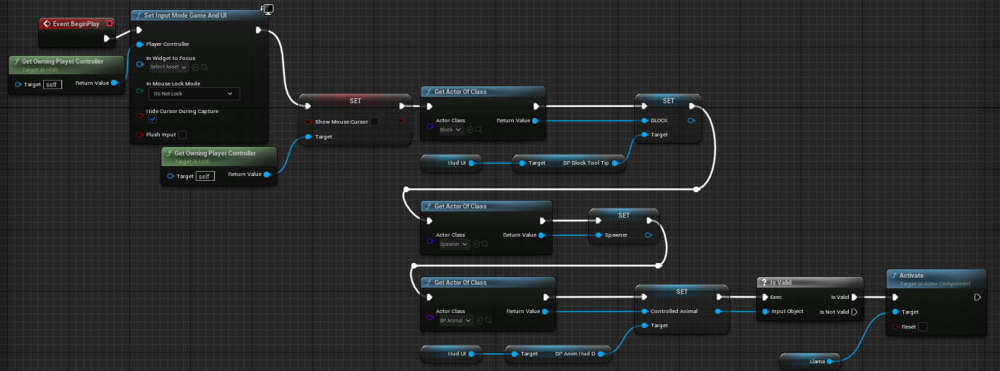 Event BeginPlay
Set Input Mode Game And UI
Player Controller
In Widget to Focus
Select Asset
In Mouse Lock Mode
Do Not Lock
Hide Cursor During Capture
Flush Input
Get Owning Player Controller
Target is HUD
Target self Return Value
Get Owning Player Controller
Target is HUD
Target self Return Value
SET
Show Mouse Cursor
Target
Get Actor Of Class
Actor Class Return Value
Block
SET
BLOCK
Target
Hud UI
Target BP Block Tool Tip
Get Actor Of Class
Actor Class Return Value
Spawner
SET
Spawner
Get Actor Of Class
Actor Class Return Value
BP Animal
SET
Controlled Animal
Target
Hud UI
Target BP Anim Hud D
? Is Valid
Exec Is Valid
Input Object Is Not Valid
Activate
Target is Actor Component
Target
Reset
Llama